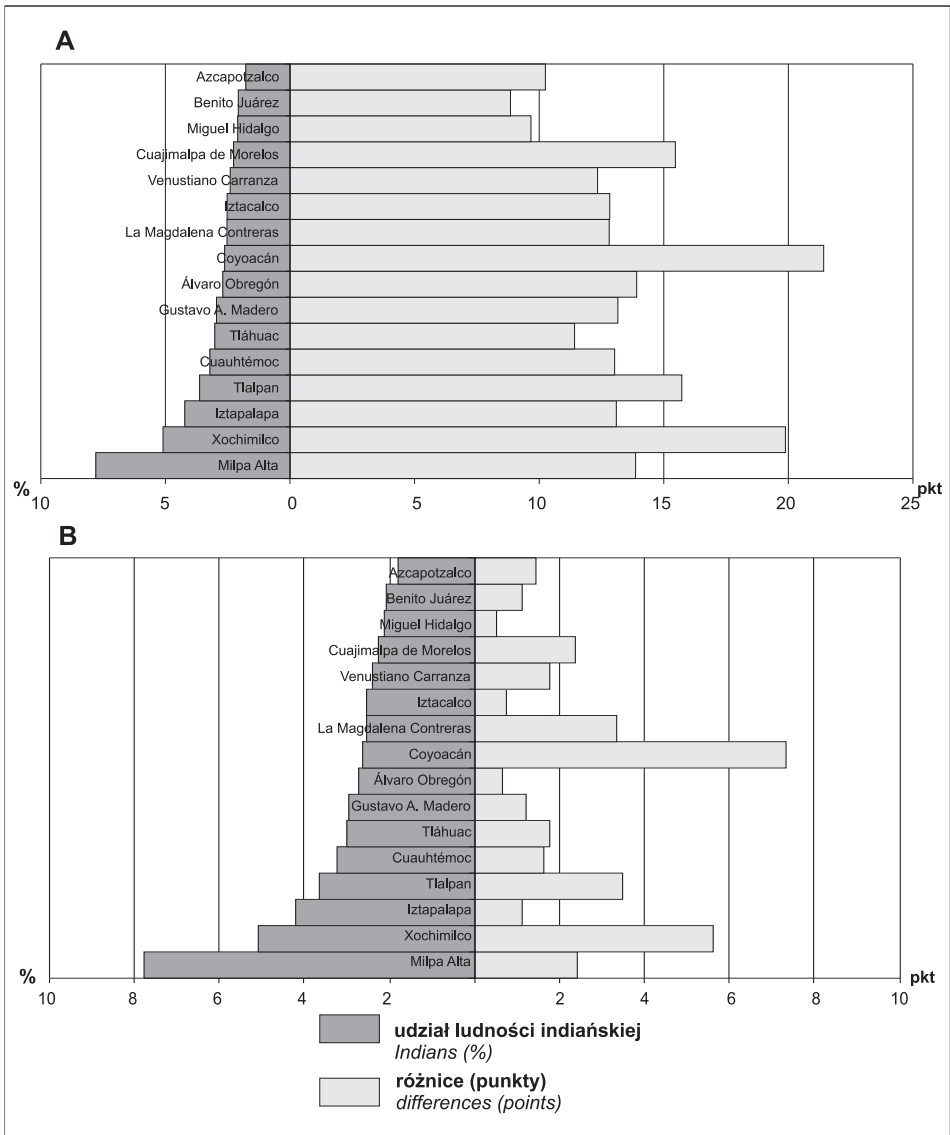 A
Azcapotzalco
Benito Juárez
Miguel Hidalgo
Cuajimalpa de Morelos
Venustiano Carranza
Iztacalco
La Magdalena Contreras
Coyoacán
Álvaro Obregón
Gustavo A. Madero
Tláhuac
Cuauhtémoc
Tlalpan
Iztapalapa
Xochimilco
Milpa Alta
% pkt
10 5 0 5 10 15 20 25
B
Azcapotzalco
Benito Juárez
Miguel Hidalgo
Cuajimalpa de Morelos
Venustiano Carranza
Iztacalco
La Magdalena Contreras
Coyoacán
Álvaro Obregón
Gustavo A. Madero
Tláhuac
Cuauhtémoc
Tlalpan
Iztapalapa
Xochimilco
Milpa Alta
% pkt
10 8 6 4 2 2 4 6 8 10
udział ludności indiańskiej
Indians (%)
różnice (punkty)
differences (points)